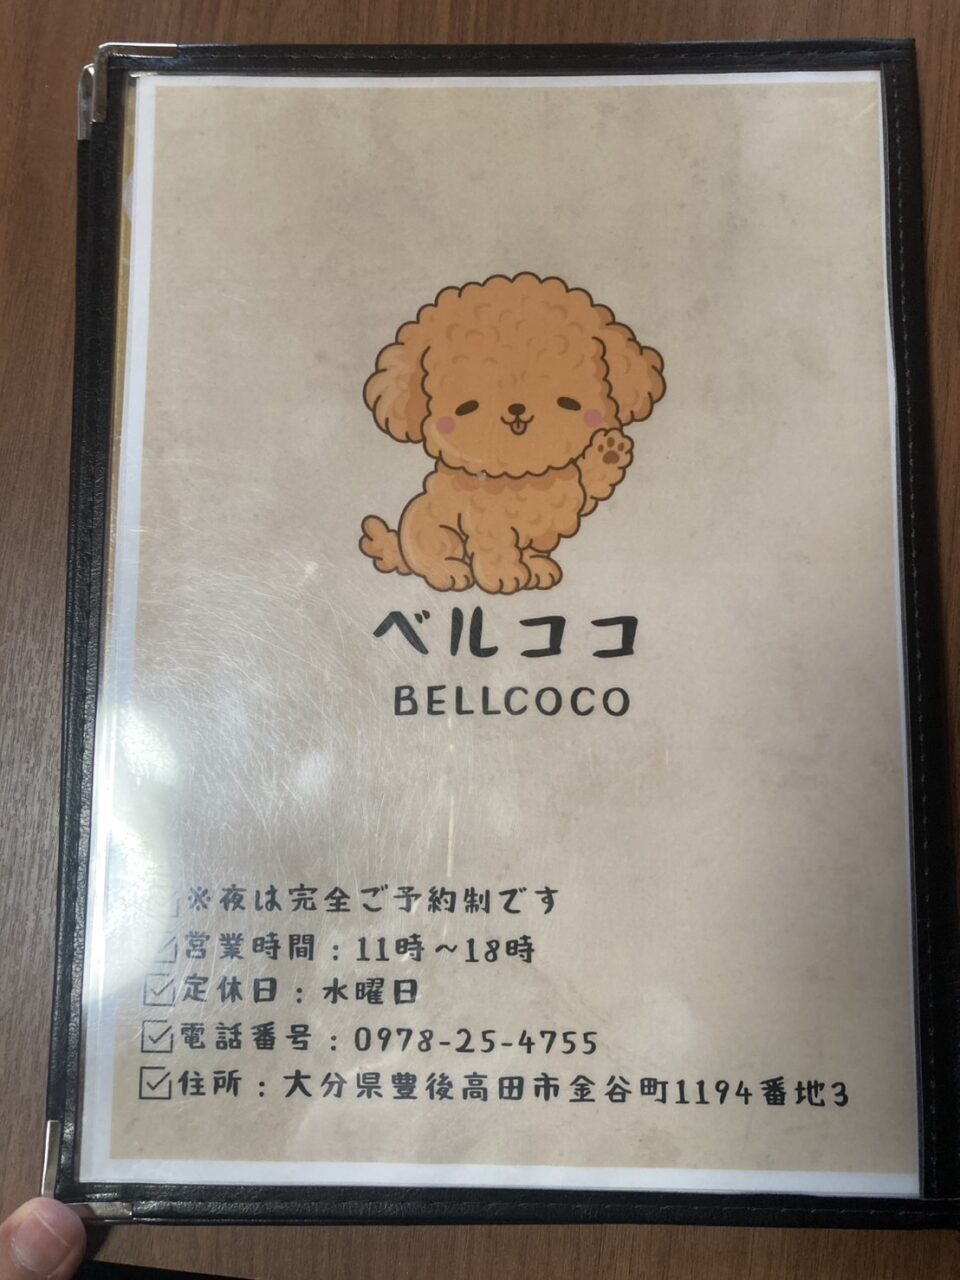 ベルココ
BELLCOCO
※夜は完全ご予約制です
営業時間：11時～18時
定休日：水曜日
電話番号：0978-25-4755
住所：大分県豊後高田市金谷町1194番地3